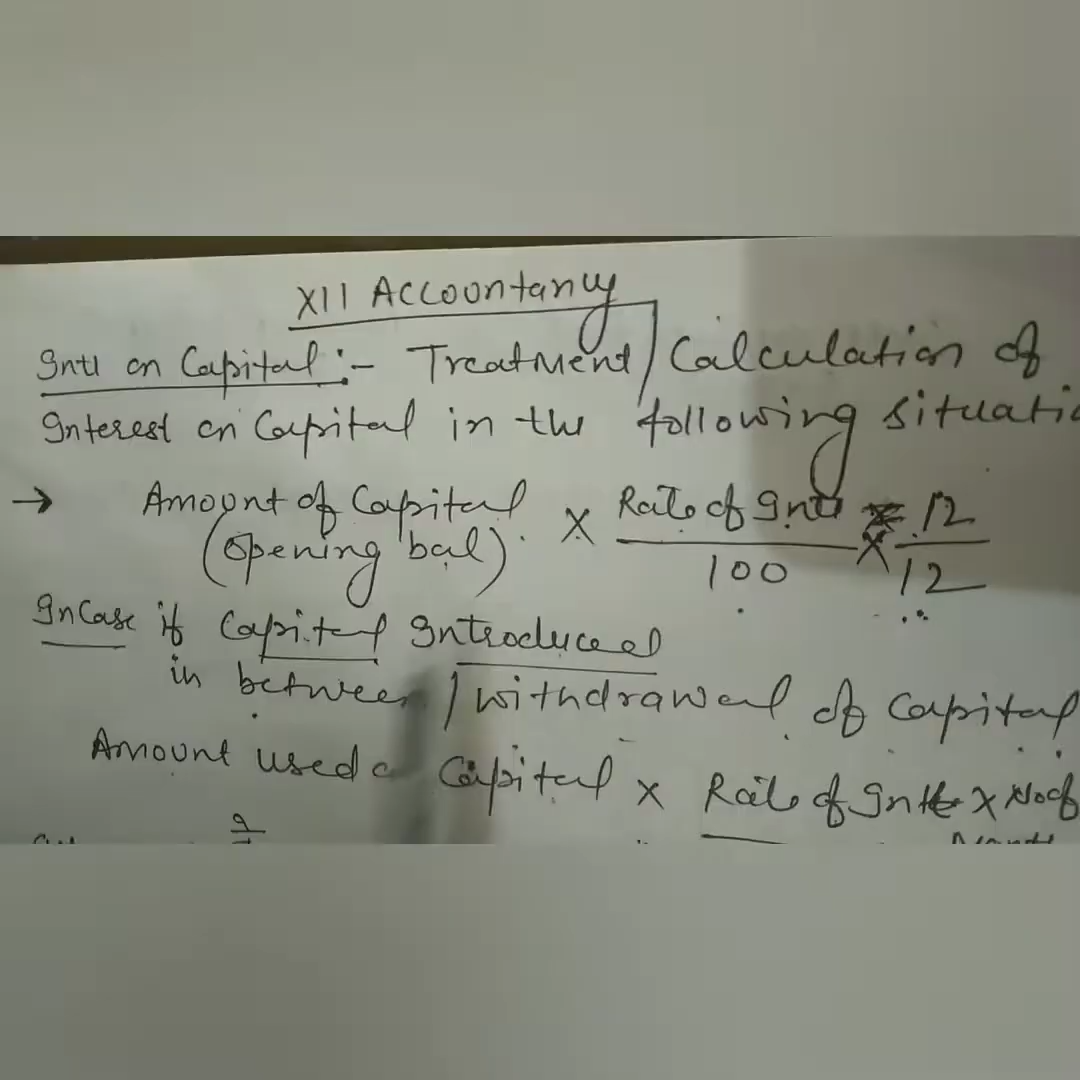 XII Accountancy
Intt on Capital :- Treatment / Calculation of
Interest on Capital in the following
→ Amount of Capital × Rate of Intt × 12
(opening bal) 100 12
InCase if Capital Introduced
in between / withdrawal of Capital
Amount used Capital × Rate of Intt × No of
9